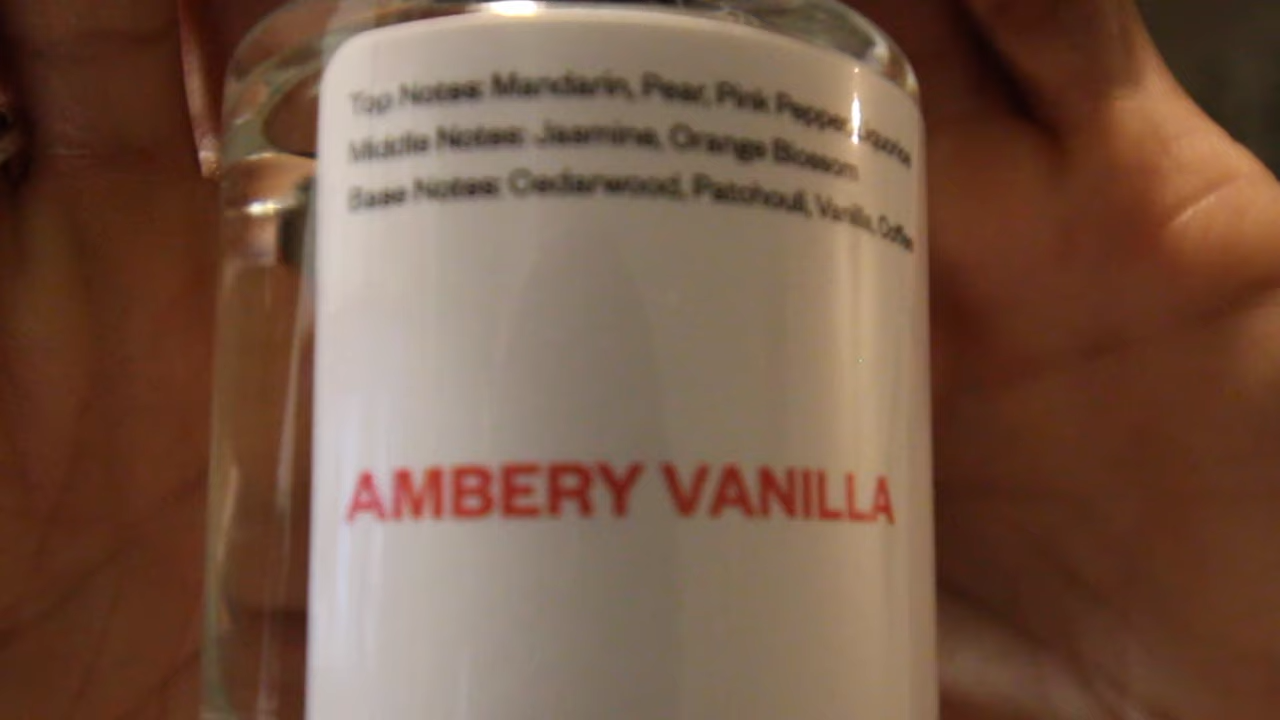 Top Notes: Mandarin, Pear, Pink Pepper, Liquorice
Middle Notes: Jasmine, Orange Blossom
Base Notes: Cedarwood, Patchouli, Vanilla, Coffee
AMBERY VANILLA